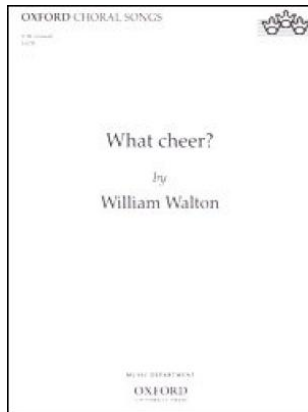 OXFORD CHORAL SONGS
What cheer?
by
William Walton
MUSIC DEPARTMENT
OXFORD